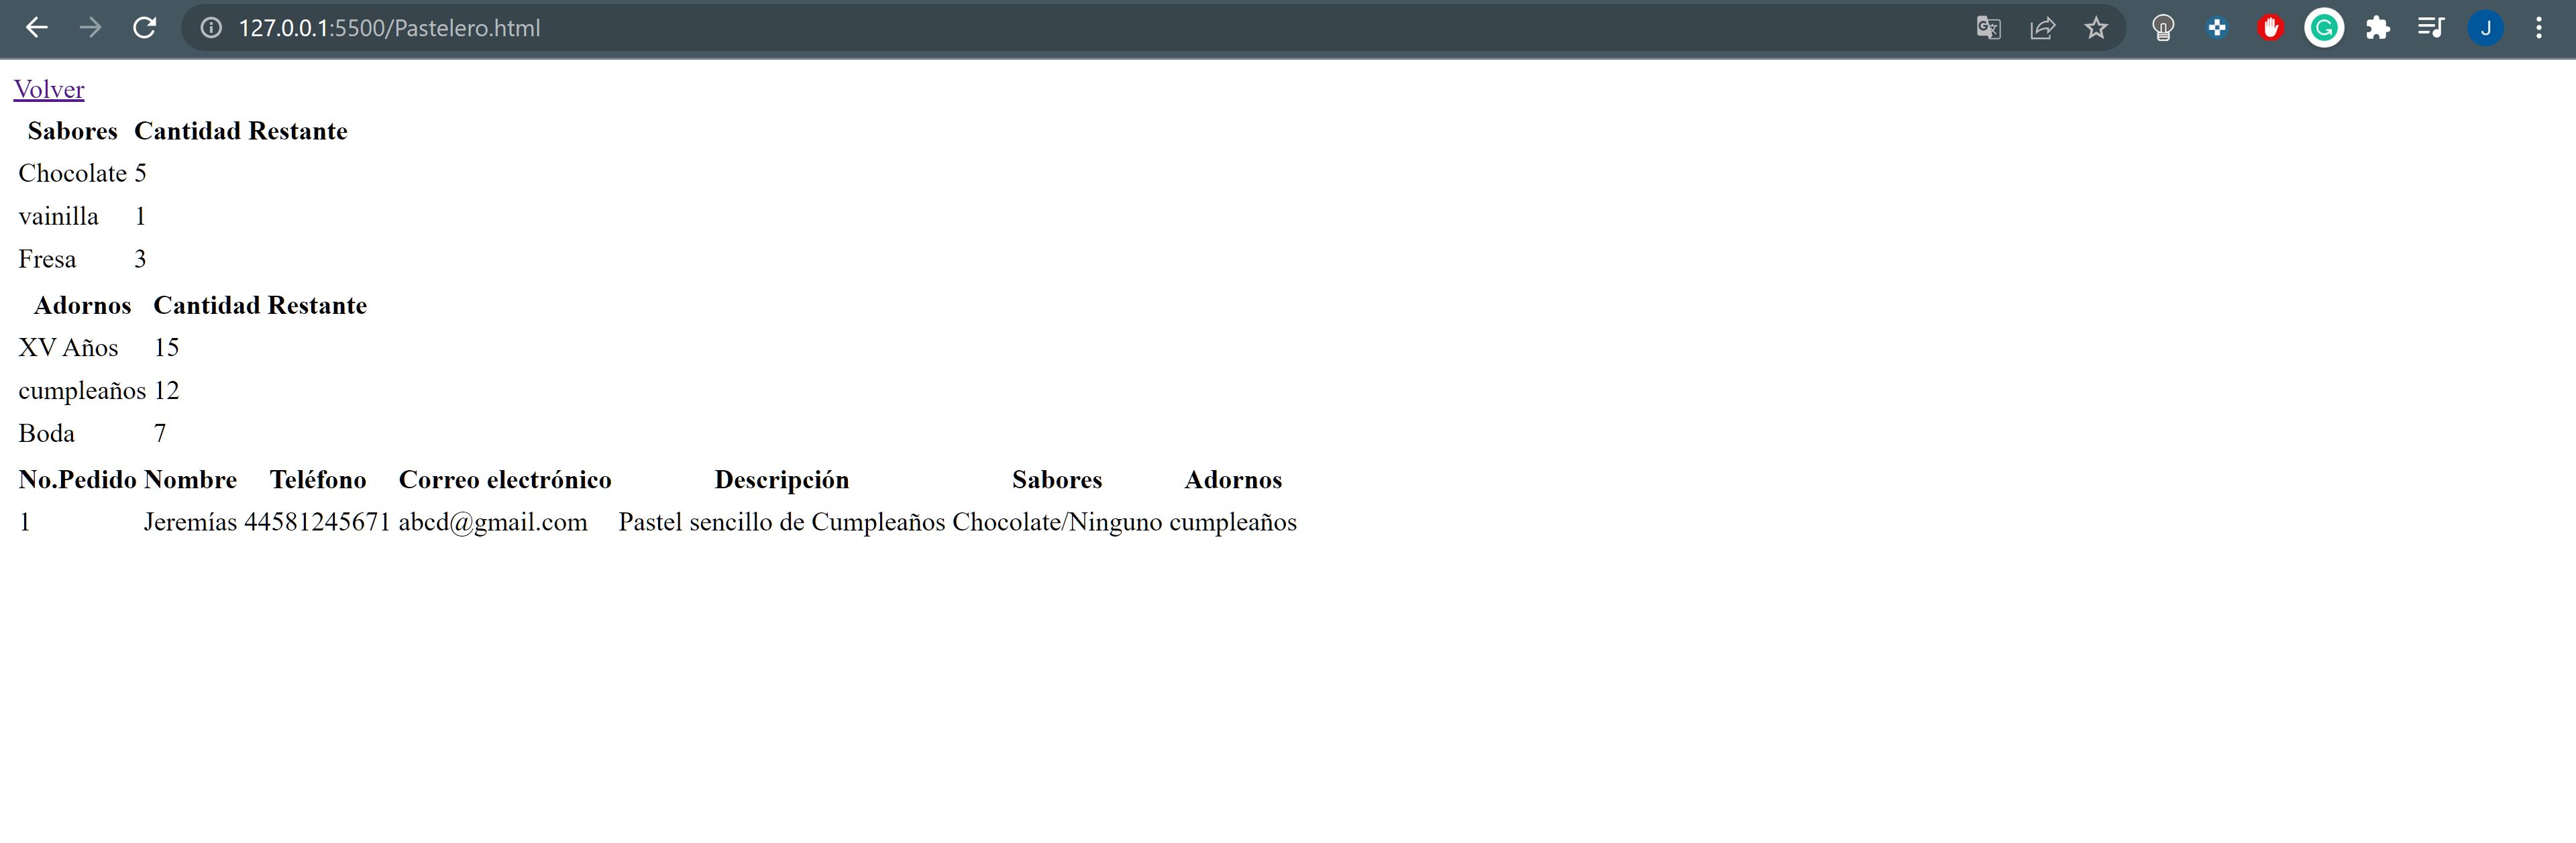 127.0.0.1:5500/Pastelero.html
J
Volver
Sabores Cantidad Restante
Chocolate 5
vainilla 1
Fresa 3
Adornos Cantidad Restante
XV Años 15
cumpleaños 12
Boda 7
No.Pedido Nombre Teléfono Correo electrónico Descripción Sabores Adornos
1 Jeremías 44581245671 abcd@gmail.com Pastel sencillo de Cumpleaños Chocolate/Ninguno cumpleaños